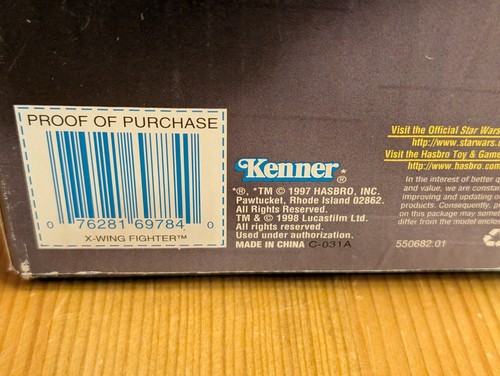 PROOF OF PURCHASE
0 76281 69784 0
X-WING FIGHTER™
Kenner®
*®, *TM © 1997 HASBRO, INC.
Pawtucket, Rhode Island 02862.
All Rights Reserved.
TM & © 1998 Lucasfilm Ltd.
All rights reserved.
Used under authorization.
MADE IN CHINA C-031A
Visit the Official Star Wars
http://www.starwars.
Visit the Hasbro Toy & Game
http://www.hasbro.com
In the interest of better q
and value, we are constan
improving and updating o
products. Consequently, p
on this package may some
differ from the model enclos
550682.01